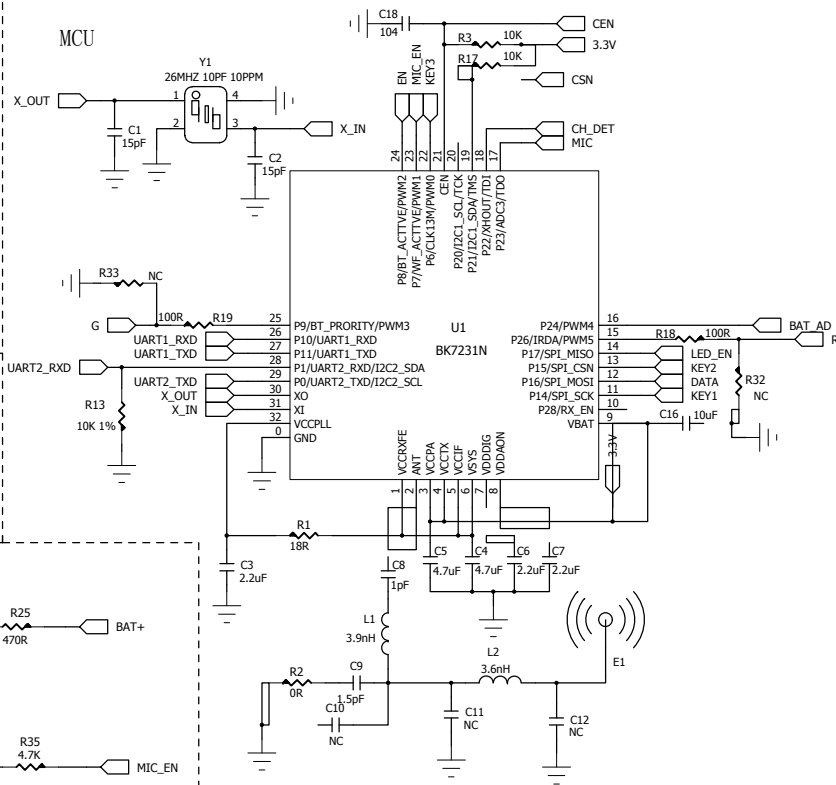 MCU
C18
104
CEN
R3
10K
3.3V
R17
10K
CSN
EN
MIC_EN
KEY3
CH_DET
MIC
Y1
26MHZ 10PF 10PPM
X_OUT
1
4
2
3
X_IN
C1
15pF
C2
15pF
24
23
22
21
20
19
18
17
P8/BT_ACTTVE/PWM2
P7/WF_ACTTVE/PWM1
P6/CLK13M/PWM0
CEN
P20/I2C1_SCL/TCK
P21/I2C1_SDA/TMS
P22/XHOUT/TDI
P23/ADC3/TDO
R33
NC
G
100R
R19
25
P9/BT_PRORITY/PWM3
UART1_RXD
26
P10/UART1_RXD
UART1_TXD
27
P11/UART1_TXD
UART2_RXD
28
P1/UART2_RXD/I2C2_SDA
UART2_TXD
29
P0/UART2_TXD/I2C2_SCL
X_OUT
30
XO
X_IN
31
XI
32
VCCPLL
0
GND
R13
10K 1%
U1
BK7231N
P24/PWM4
16
BAT_AD
P26/IRDA/PWM5
15
R18
100R
R
P17/SPI_MISO
14
LED_EN
P15/SPI_CSN
13
KEY2
P16/SPI_MOSI
12
DATA
P14/SPI_SCK
11
KEY1
P28/RX_EN
10
VBAT
9
R32
NC
C16
10uF
3.3V
VCCRXFE
ANT
VCCPA
VCCTX
VCCIF
VSYS
VDDDIG
VDDAON
1
2
3
4
5
6
7
8
R1
18R
C3
2.2uF
C8
1pF
C5
4.7uF
C4
4.7uF
C6
2.2uF
C7
2.2uF
L1
3.9nH
R2
0R
C9
1.5pF
C10
NC
L2
3.6nH
C11
NC
C12
NC
E1
R25
470R
BAT+
R35
4.7K
MIC_EN